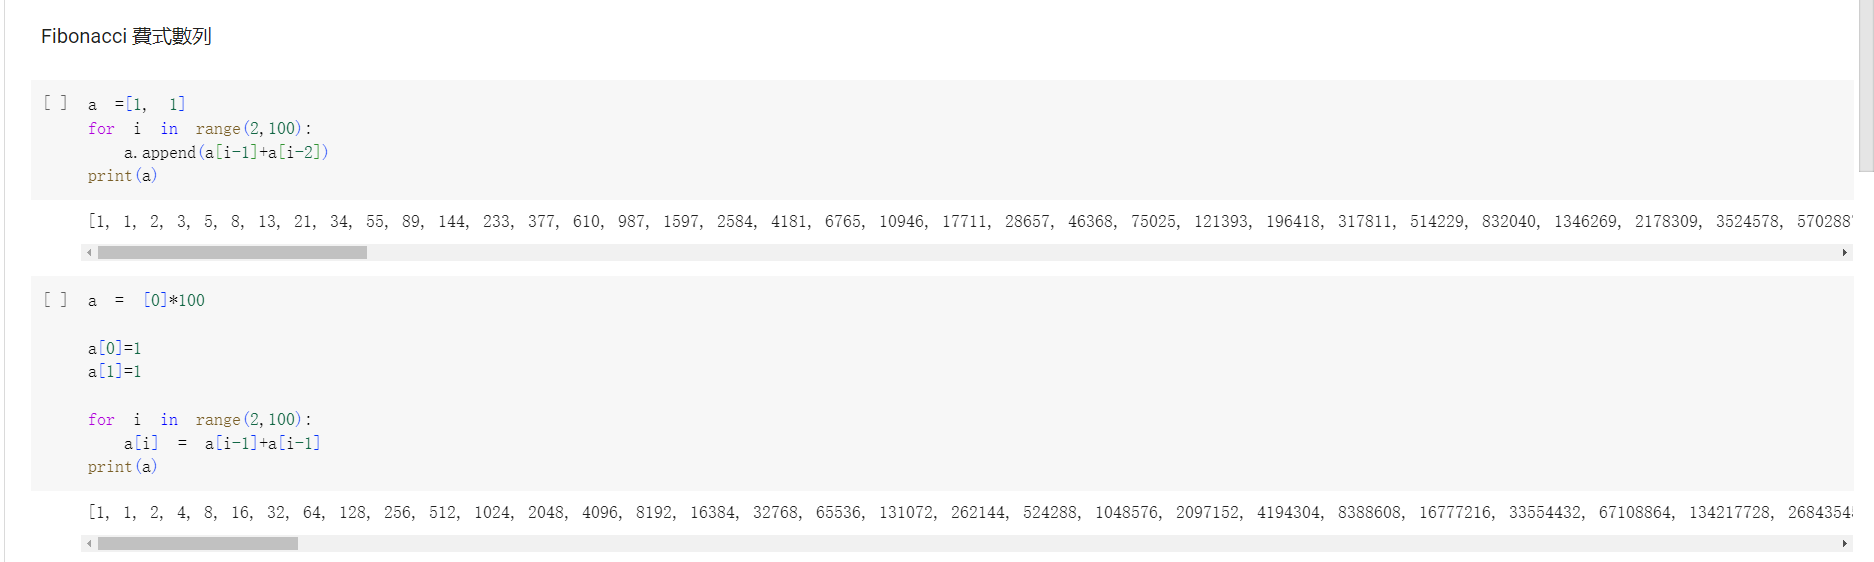 Fibonacci 費式數列
[ ] a =[1, 1]
for i in range(2,100):
a.append(a[i-1]+a[i-2])
print(a)
[1, 1, 2, 3, 5, 8, 13, 21, 34, 55, 89, 144, 233, 377, 610, 987, 1597, 2584, 4181, 6765, 10946, 17711, 28657, 46368, 75025, 121393, 196418, 317811, 514229, 832040, 1346269, 2178309, 3524578, 570288
[ ] a = [0]*100
a[0]=1
a[1]=1
for i in range(2,100):
a[i] = a[i-1]+a[i-1]
print(a)
[1, 1, 2, 4, 8, 16, 32, 64, 128, 256, 512, 1024, 2048, 4096, 8192, 16384, 32768, 65536, 131072, 262144, 524288, 1048576, 2097152, 4194304, 8388608, 16777216, 33554432, 67108864, 134217728, 2684354